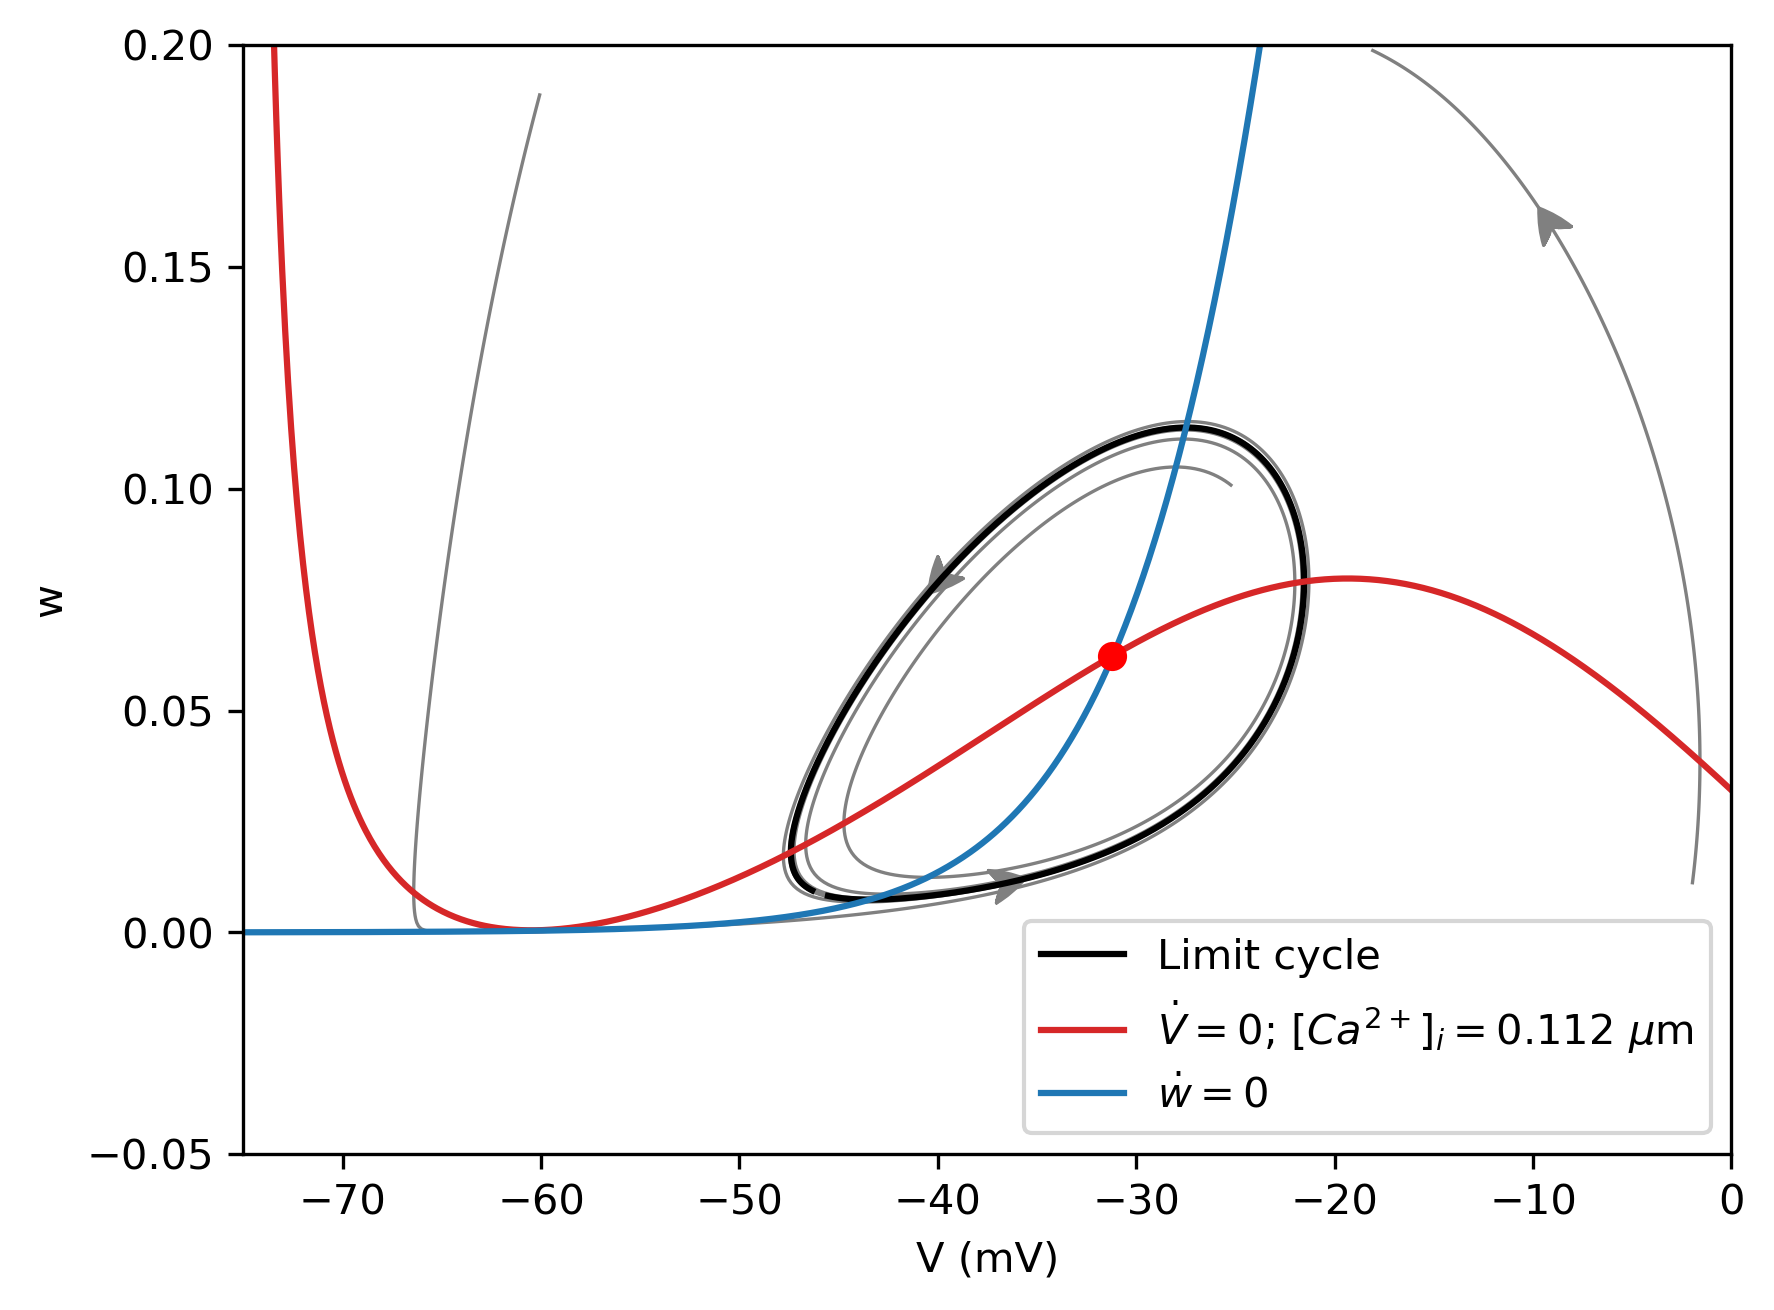 0.20
0.15
0.10
0.05
0.00
−0.05
w
−70 −60 −50 −40 −30 −20 −10 0
V (mV)
Limit cycle
V̇ = 0; [Ca²⁺]ᵢ = 0.112 μm
ẇ = 0